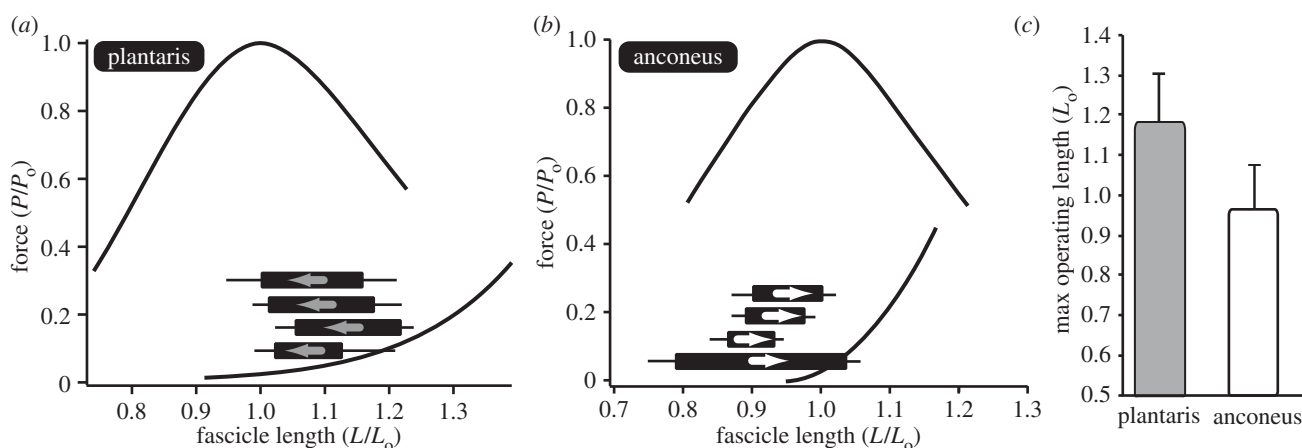 (a)
plantaris
force (P/Pₒ)
1.0
0.8
0.6
0.4
0.2
0
0.8 0.9 1.0 1.1 1.2 1.3
fascicle length (L/Lₒ)
(b)
anconeus
force (P/Pₒ)
1.0
0.8
0.6
0.4
0.2
0
0.7 0.8 0.9 1.0 1.1 1.2 1.3
fascicle length (L/Lₒ)
(c)
max operating length (Lₒ)
1.4
1.3
1.2
1.1
1.0
0.9
0.8
0.7
0.6
0.5
plantaris anconeus